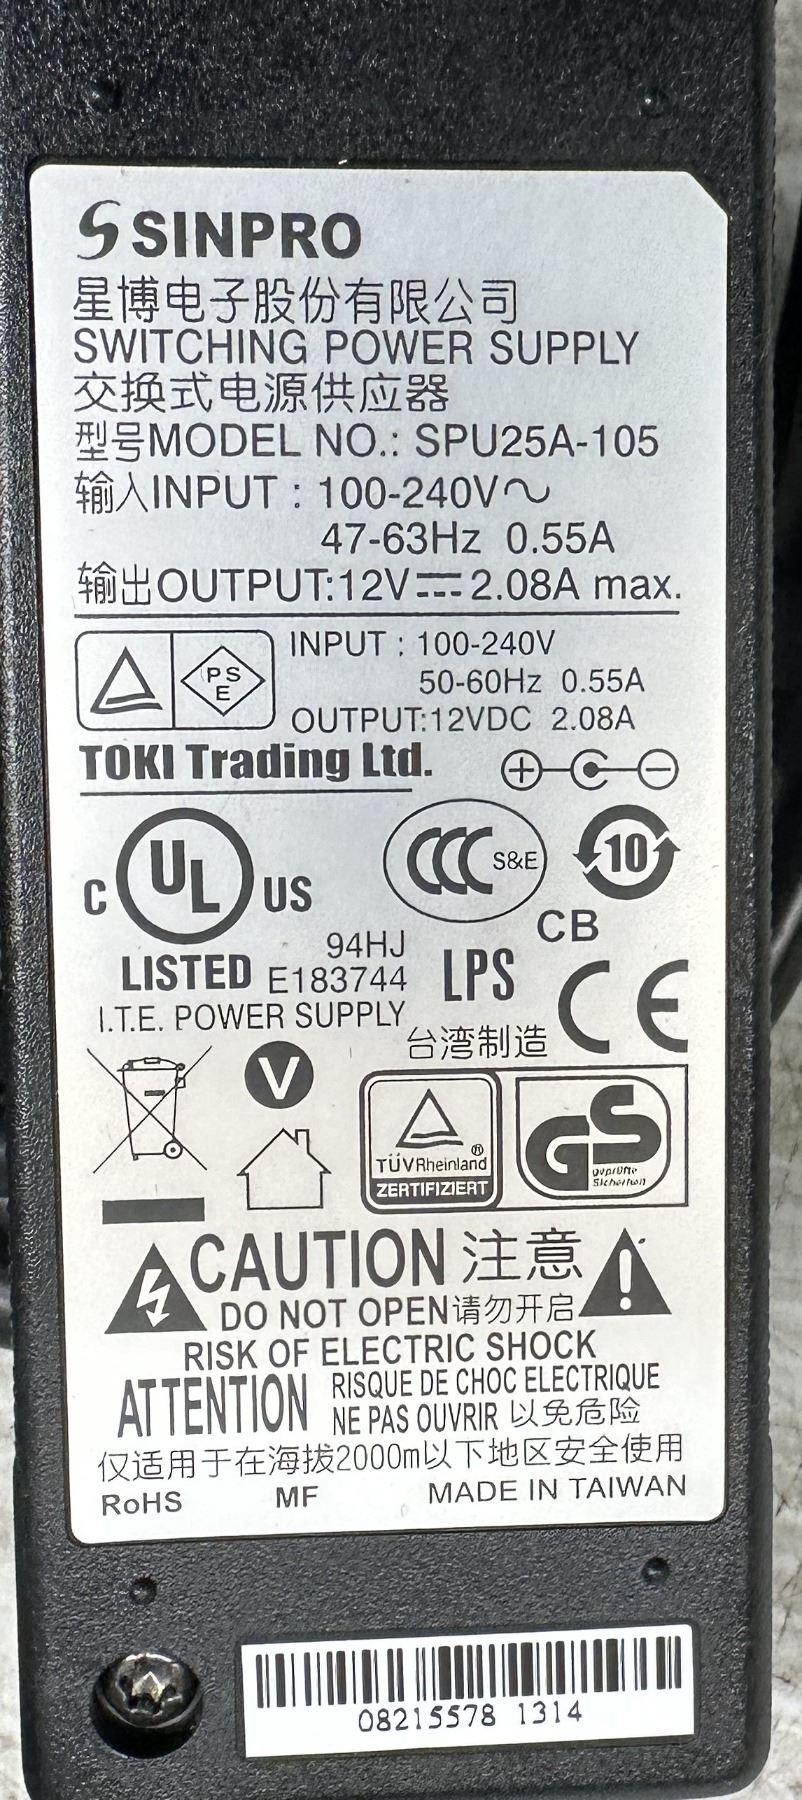 SINPRO
星博电子股份有限公司
SWITCHING POWER SUPPLY
交换式电源供应器
型号MODEL NO.: SPU25A-105
输入INPUT : 100-240V～
47-63Hz 0.55A
输出OUTPUT:12V⎓2.08A max.
PSE
INPUT : 100-240V
50-60Hz 0.55A
OUTPUT:12VDC 2.08A
TOKI Trading Ltd.
C UL US
CCC S&E
10
CB
LISTED
94HJ
E183744
LPS
CE
I.T.E. POWER SUPPLY
台湾制造
V
TÜVRheinland®
ZERTIFIZIERT
GS
geprüfte
Sicherheit
CAUTION 注意
DO NOT OPEN请勿开启
RISK OF ELECTRIC SHOCK
ATTENTION RISQUE DE CHOC ELECTRIQUE
NE PAS OUVRIR 以免危险
仅适用于在海拔2000m以下地区安全使用
RoHS MF MADE IN TAIWAN
08215578 1314